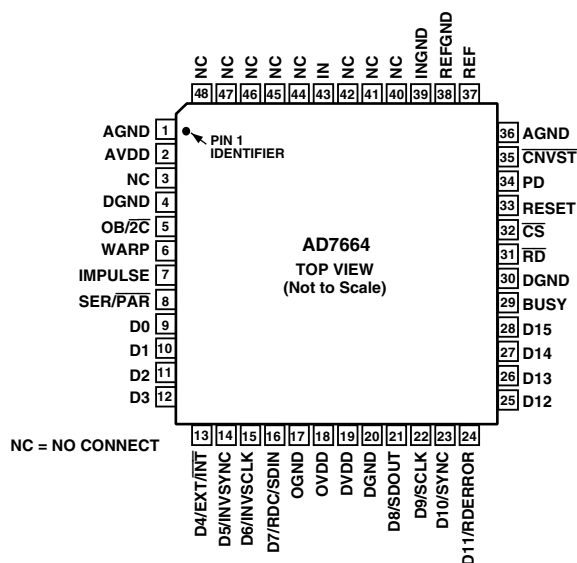 NC NC NC NC NC IN NC NC NC INGND REFGND REF
48 47 46 45 44 43 42 41 40 39 38 37
AGND 1
AVDD 2
NC 3
DGND 4
OB/2C 5
WARP 6
IMPULSE 7
SER/PAR 8
D0 9
D1 10
D2 11
D3 12
PIN 1
IDENTIFIER
AD7664
TOP VIEW
(Not to Scale)
36 AGND
35 CNVST
34 PD
33 RESET
32 CS
31 RD
30 DGND
29 BUSY
28 D15
27 D14
26 D13
25 D12
NC = NO CONNECT
13 14 15 16 17 18 19 20 21 22 23 24
D4/EXT/INT
D5/INVSYNC
D6/INVSCLK
D7/RDC/SDIN
OGND
OVDD
DVDD
DGND
D8/SDOUT
D9/SCLK
D10/SYNC
D11/RDERROR